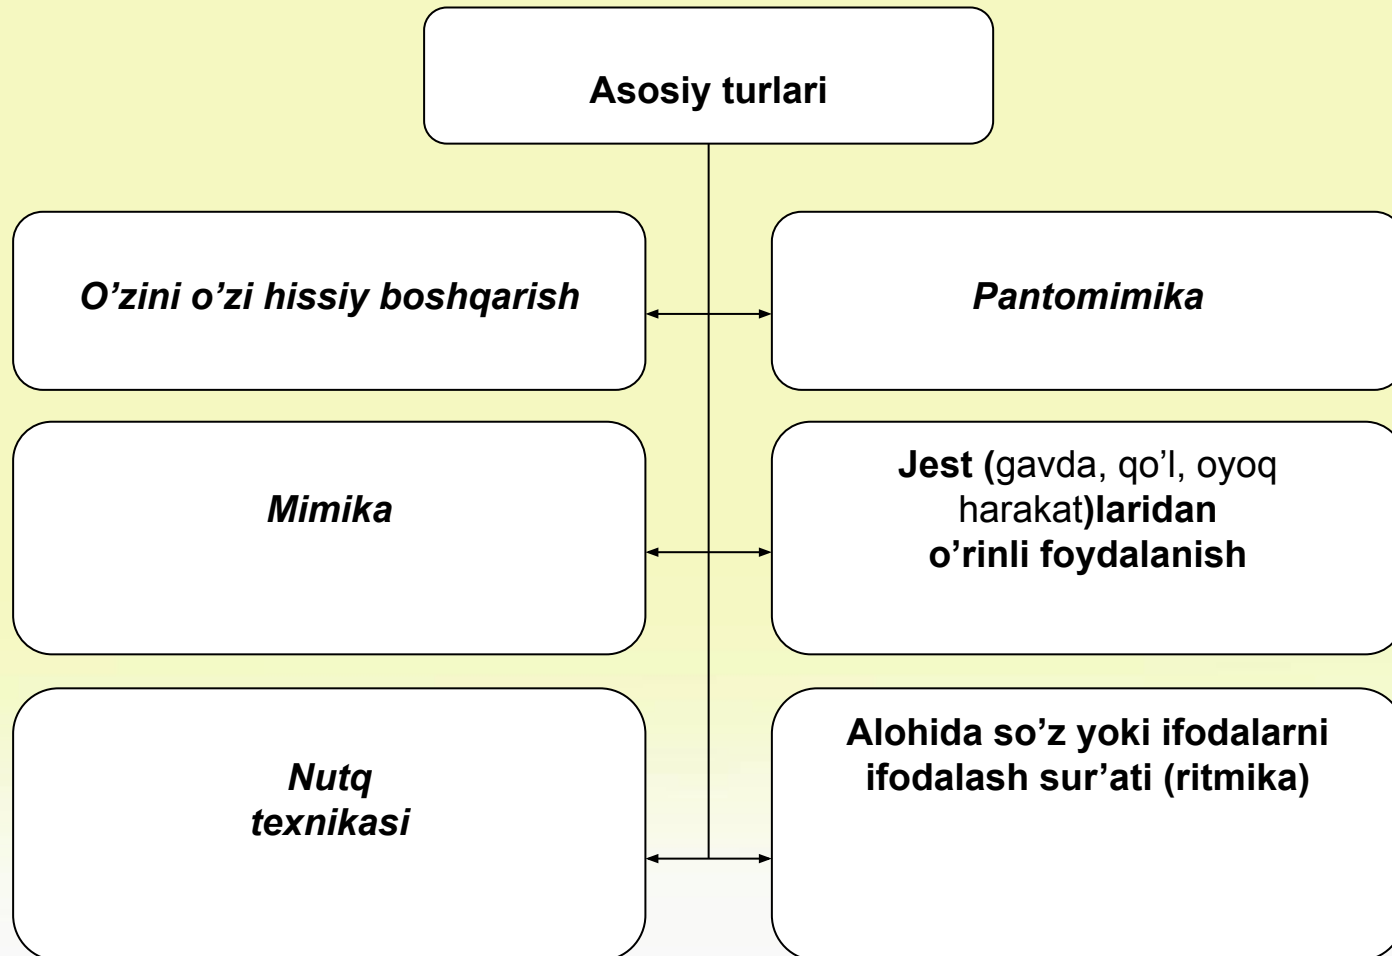 Asosiy turlari
O’zini o’zi hissiy boshqarish
Pantomimika
Mimika
Jest (gavda, qo’l, oyoq
harakat)laridan
o’rinli foydalanish
Nutq
texnikasi
Alohida so’z yoki ifodalarni
ifodalash sur’ati (ritmika)